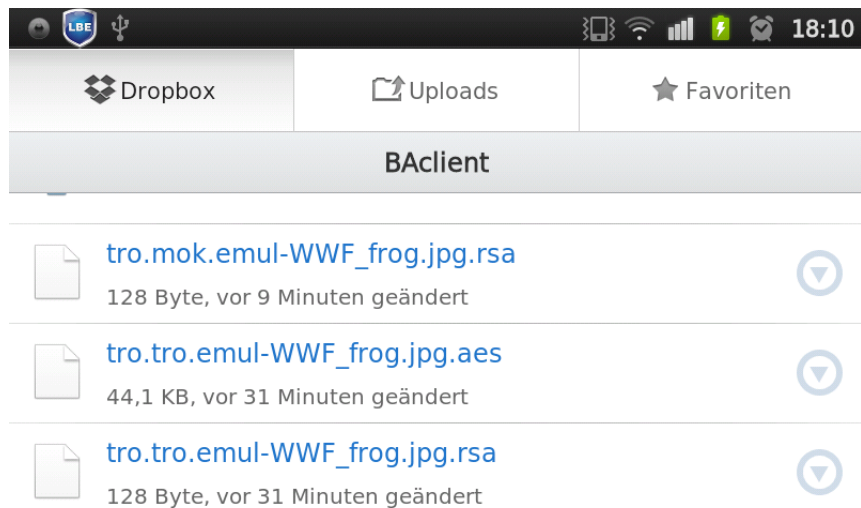 LBE
18:10
Dropbox
Uploads
Favoriten
BAclient
tro.mok.emul-WWF_frog.jpg.rsa
128 Byte, vor 9 Minuten geändert
tro.tro.emul-WWF_frog.jpg.aes
44,1 KB, vor 31 Minuten geändert
tro.tro.emul-WWF_frog.jpg.rsa
128 Byte, vor 31 Minuten geändert